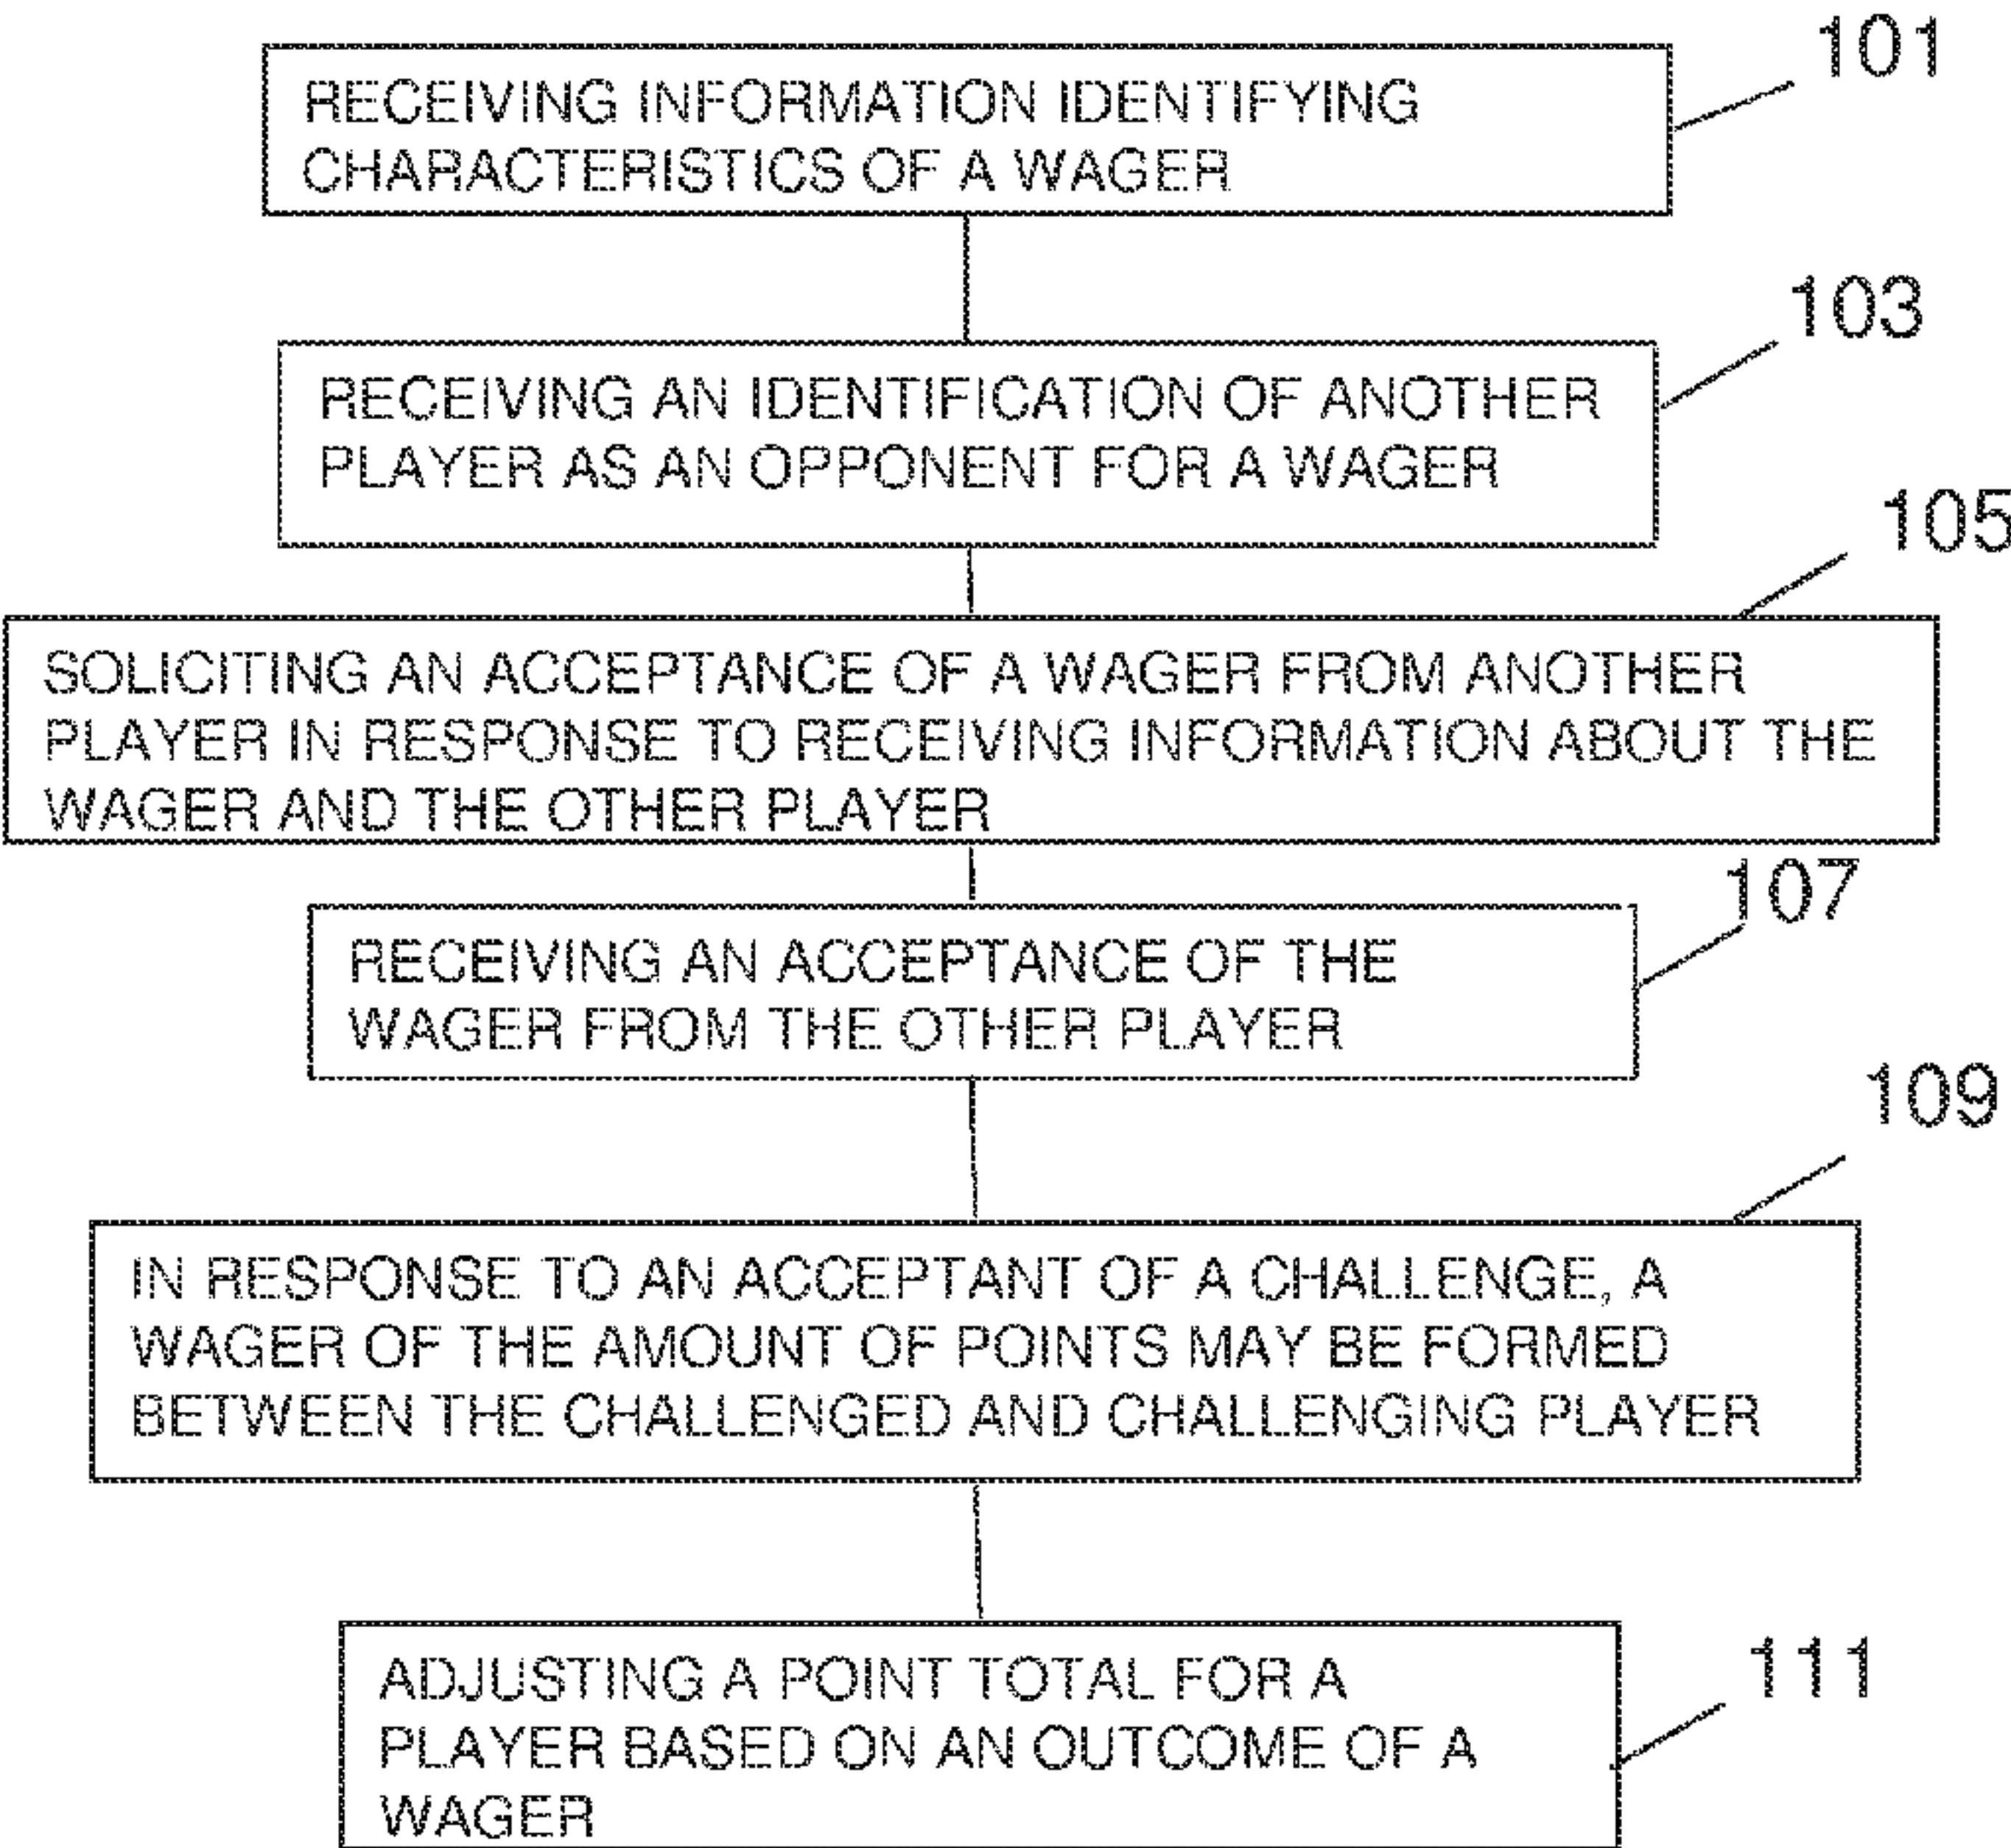 101
RECEIVING INFORMATION IDENTIFYING
CHARACTERISTICS OF A WAGER
103
RECEIVING AN IDENTIFICATION OF ANOTHER
PLAYER AS AN OPPONENT FOR A WAGER
105
SOLICITING AN ACCEPTANCE OF A WAGER FROM ANOTHER
PLAYER IN RESPONSE TO RECEIVING INFORMATION ABOUT THE
WAGER AND THE OTHER PLAYER
107
RECEIVING AN ACCEPTANCE OF THE
WAGER FROM THE OTHER PLAYER
109
IN RESPONSE TO AN ACCEPTANT OF A CHALLENGE, A
WAGER OF THE AMOUNT OF POINTS MAY BE FORMED
BETWEEN THE CHALLENGED AND CHALLENGING PLAYER
111
ADJUSTING A POINT TOTAL FOR A
PLAYER BASED ON AN OUTCOME OF A
WAGER